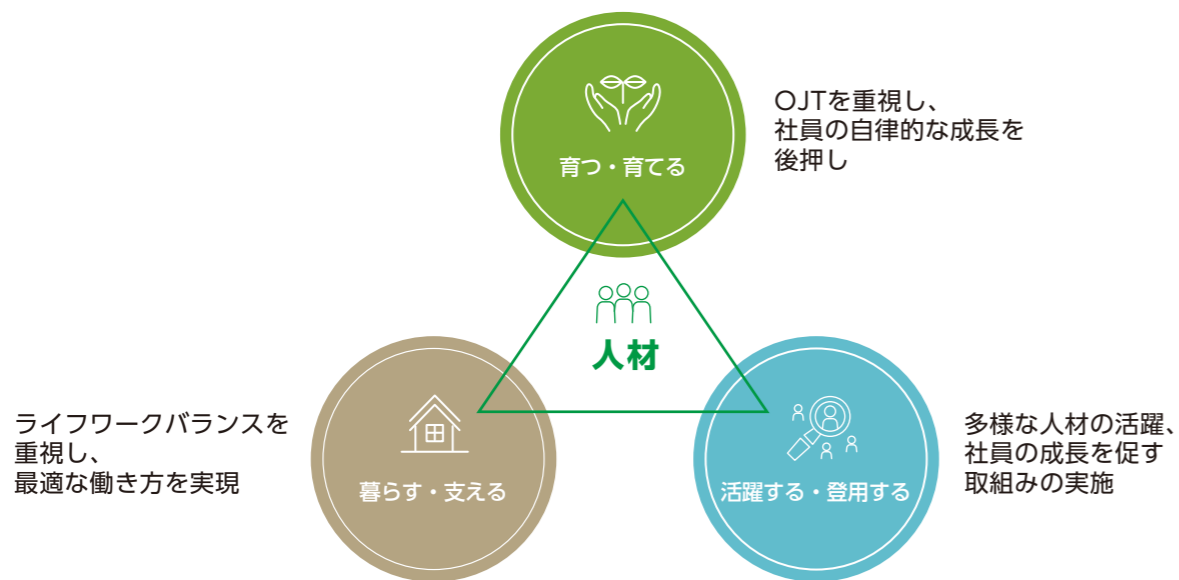 育つ・育てる
OJTを重視し、
社員の自律的な成長を
後押し
人材
ライフワークバランスを
重視し、
最適な働き方を実現
暮らす・支える
活躍する・登用する
多様な人材の活躍、
社員の成長を促す
取組みの実施